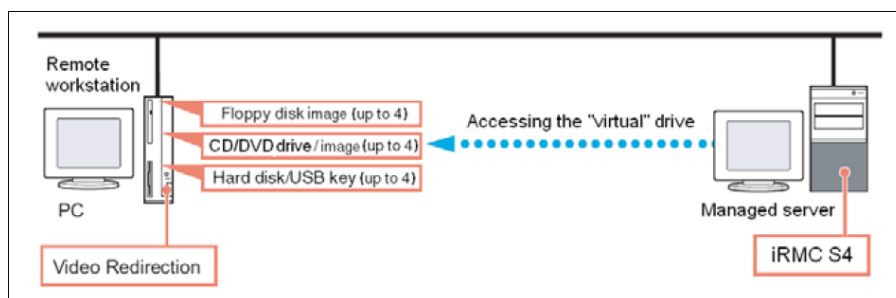 Remote
workstation
Floppy disk image (up to 4)
CD/DVD drive/image (up to 4)
Hard disk/USB key (up to 4)
Accessing the "virtual" drive
PC
Managed server
Video Redirection
iRMC S4